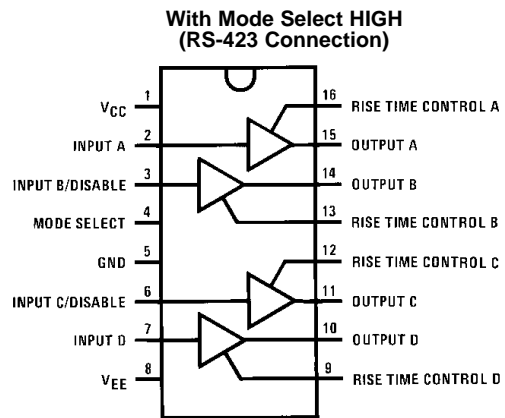 With Mode Select HIGH
(RS-423 Connection)
VCC 1
16 RISE TIME CONTROL A
INPUT A 2
15 OUTPUT A
INPUT B/DISABLE 3
14 OUTPUT B
MODE SELECT 4
13 RISE TIME CONTROL B
GND 5
12 RISE TIME CONTROL C
INPUT C/DISABLE 6
11 OUTPUT C
INPUT D 7
10 OUTPUT D
VEE 8
9 RISE TIME CONTROL D